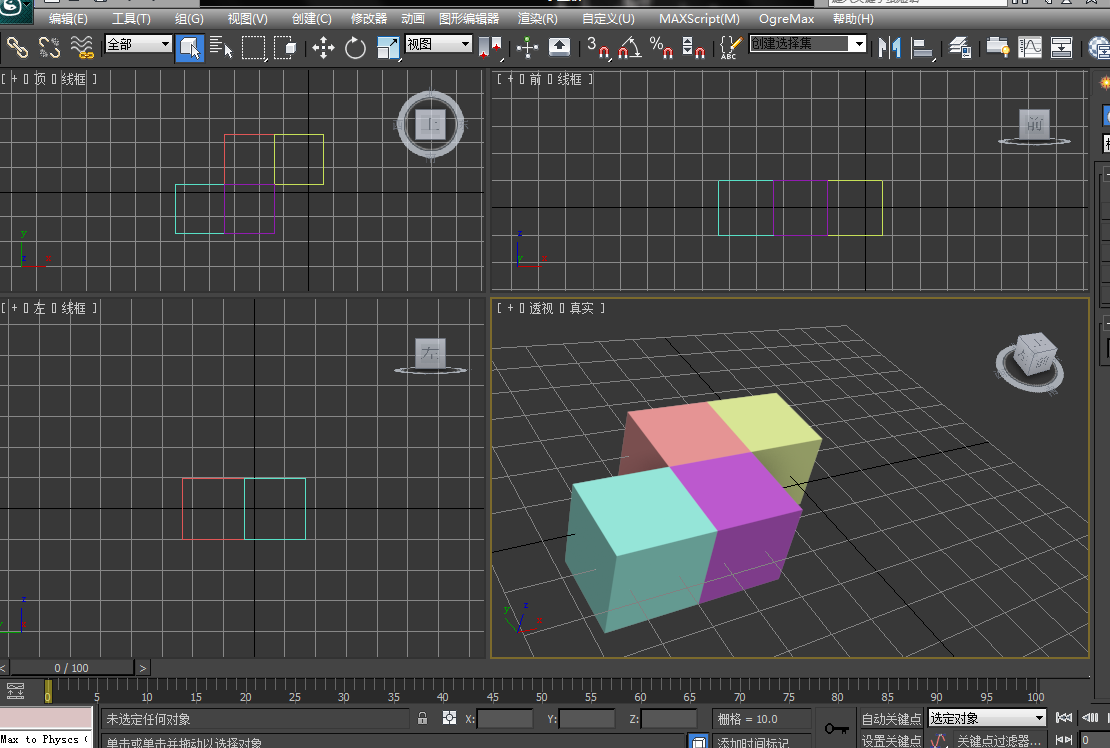 编辑(E) 工具(T) 组(G) 视图(V) 创建(C) 修改器 动画 图形编辑器 渲染(R) 自定义(U) MAXScript(M) OgreMax 帮助(H)
全部 视图 3 % ABC 创建选择集
[ + 顶 线框 ]
上
[ + 前 线框 ]
前
y
z x
z
y x
[ + 左 线框 ]
左
[ + 透视 真实 ]
z
y x
y z x
< 0 / 100 >
0 5 10 15 20 25 30 35 40 45 50 55 60 65 70 75 80 85 90 95 100
未选定任何对象 X: Y: Z: 栅格 = 10.0 自动关键点 选定对象
Max to Physcs ( 单击或单击并拖动以选择对象 添加时间标记 设置关键点 关键点过滤器... 0